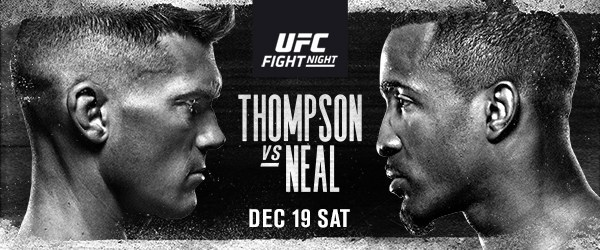 UFC
FIGHT NIGHT
THOMPSON
VS
NEAL
DEC 19 SAT